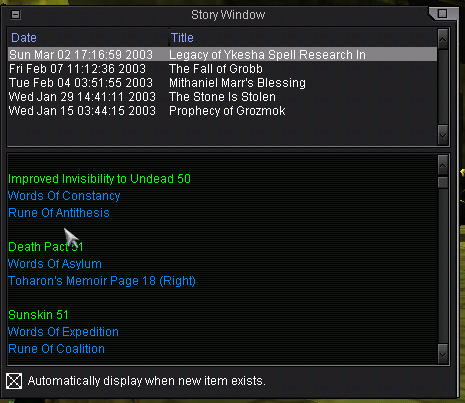 Story Window
Date Title
Sun Mar 02 17:16:59 2003 Legacy of Ykesha Spell Research In
Fri Feb 07 11:12:36 2003 The Fall of Grobb
Tue Feb 04 03:51:55 2003 Mithaniel Marr's Blessing
Wed Jan 29 14:41:11 2003 The Stone Is Stolen
Wed Jan 15 03:44:15 2003 Prophecy of Grozmok
Improved Invisibility to Undead 50
Words Of Constancy
Rune Of Antithesis
Death Pact 51
Words Of Asylum
Toharon's Memoir Page 18 (Right)
Sunskin 51
Words Of Expedition
Rune Of Coalition
Automatically display when new item exists.